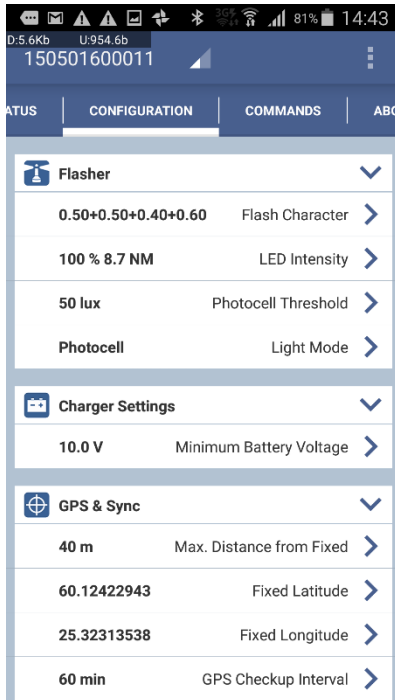 3G 81% 14:43
D:5.6Kb U:954.6b
150501600011
ATUS CONFIGURATION COMMANDS ABO
Flasher
0.50+0.50+0.40+0.60 Flash Character
100 % 8.7 NM LED Intensity
50 lux Photocell Threshold
Photocell Light Mode
Charger Settings
10.0 V Minimum Battery Voltage
GPS & Sync
40 m Max. Distance from Fixed
60.12422943 Fixed Latitude
25.32313538 Fixed Longitude
60 min GPS Checkup Interval